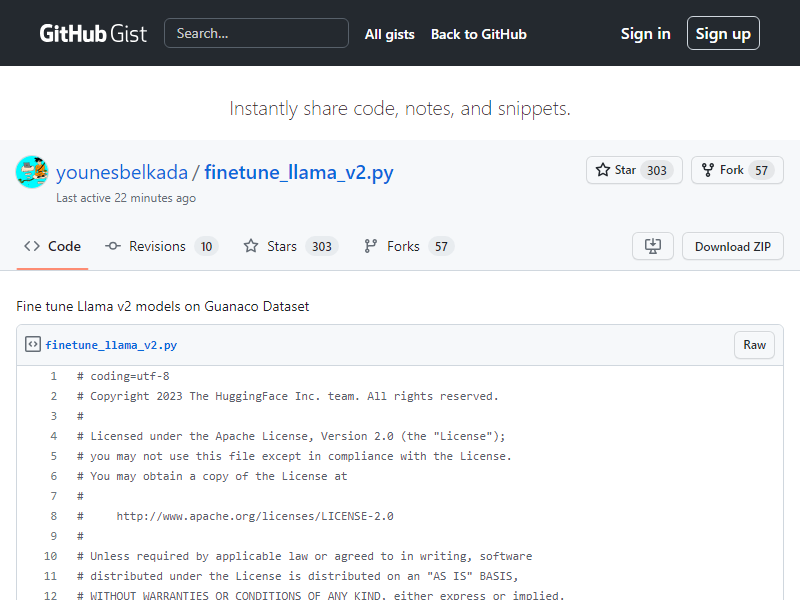 GitHub Gist Search... All gists Back to GitHub Sign in Sign up
Instantly share code, notes, and snippets.
younesbelkada / finetune_llama_v2.py Star 303 Fork 57
Last active 22 minutes ago
Code Revisions 10 Stars 303 Forks 57 Download ZIP
Fine tune Llama v2 models on Guanaco Dataset
finetune_llama_v2.py Raw
1 # coding=utf-8
2 # Copyright 2023 The HuggingFace Inc. team. All rights reserved.
3 #
4 # Licensed under the Apache License, Version 2.0 (the "License");
5 # you may not use this file except in compliance with the License.
6 # You may obtain a copy of the License at
7 #
8 #     http://www.apache.org/licenses/LICENSE-2.0
9 #
10 # Unless required by applicable law or agreed to in writing, software
11 # distributed under the License is distributed on an "AS IS" BASIS,
12 # WITHOUT WARRANTIES OR CONDITIONS OF ANY KIND, either express or implied.